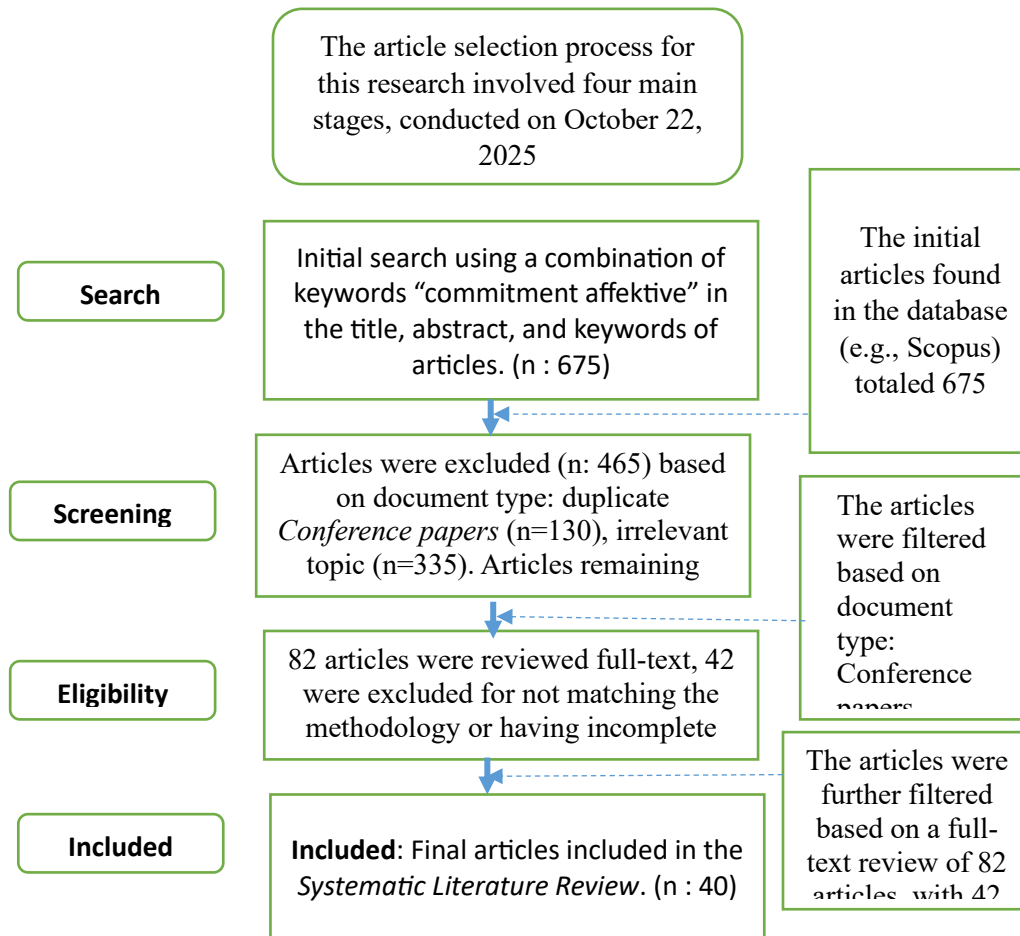 The article selection process for
this research involved four main
stages, conducted on October 22,
2025
Search
Initial search using a combination of
keywords “commitment affektive” in
the title, abstract, and keywords of
articles. (n : 675)
The initial
articles found
in the database
(e.g., Scopus)
totaled 675
Screening
Articles were excluded (n: 465) based
on document type: duplicate
Conference papers (n=130), irrelevant
topic (n=335). Articles remaining
The articles
were filtered
based on
document
type:
Conference
papers
Eligibility
82 articles were reviewed full-text, 42
were excluded for not matching the
methodology or having incomplete
The articles were
further filtered
based on a full-
text review of 82
articles, with 42
Included
Included: Final articles included in the
Systematic Literature Review. (n : 40)